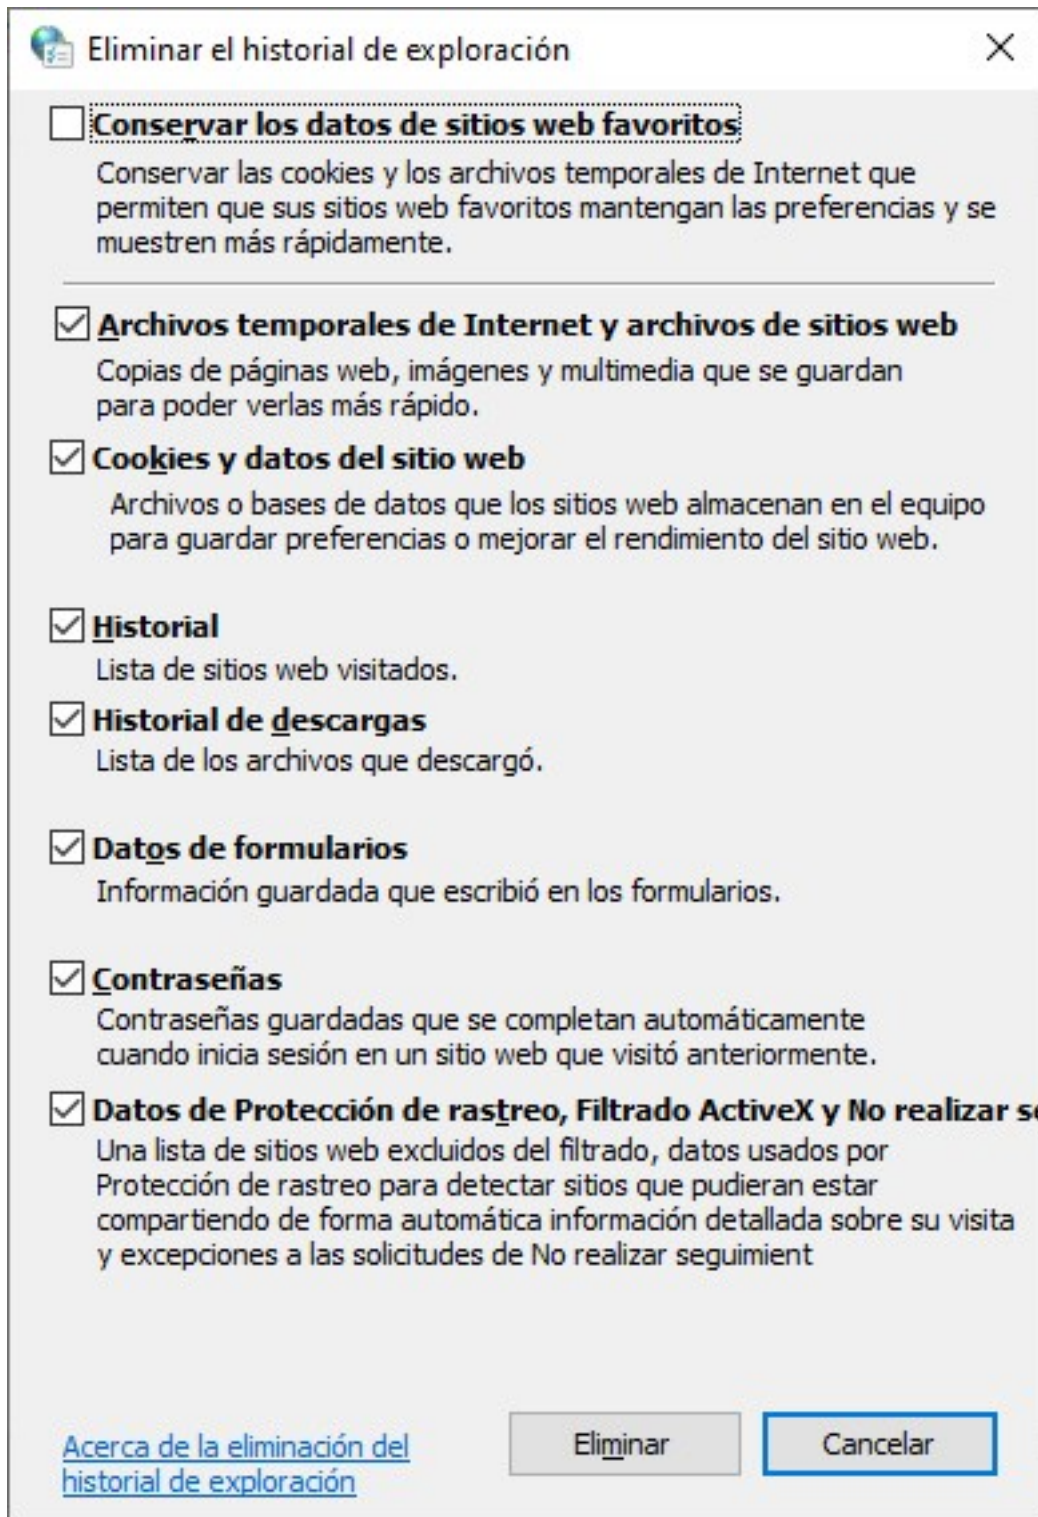 Eliminar el historial de exploración
Conservar los datos de sitios web favoritos
Conservar las cookies y los archivos temporales de Internet que
permiten que sus sitios web favoritos mantengan las preferencias y se
muestren más rápidamente.
Archivos temporales de Internet y archivos de sitios web
Copias de páginas web, imágenes y multimedia que se guardan
para poder verlas más rápido.
Cookies y datos del sitio web
Archivos o bases de datos que los sitios web almacenan en el equipo
para guardar preferencias o mejorar el rendimiento del sitio web.
Historial
Lista de sitios web visitados.
Historial de descargas
Lista de los archivos que descargó.
Datos de formularios
Información guardada que escribió en los formularios.
Contraseñas
Contraseñas guardadas que se completan automáticamente
cuando inicia sesión en un sitio web que visitó anteriormente.
Datos de Protección de rastreo, Filtrado ActiveX y No realizar se
Una lista de sitios web excluidos del filtrado, datos usados por
Protección de rastreo para detectar sitios que pudieran estar
compartiendo de forma automática información detallada sobre su visita
y excepciones a las solicitudes de No realizar seguimient
Eliminar
Cancelar
Acerca de la eliminación del
historial de exploración